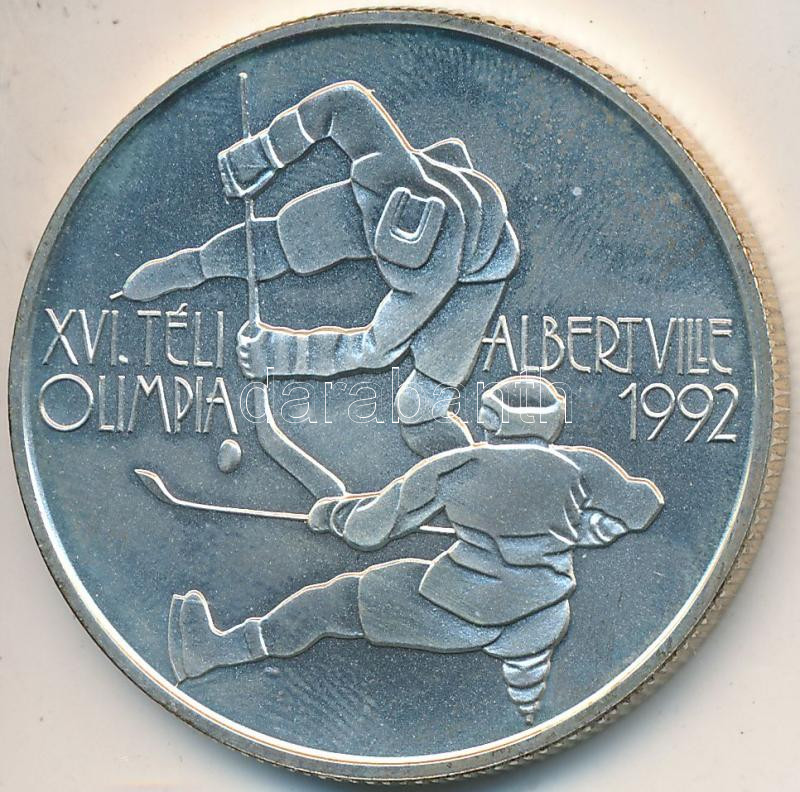 XVI. TÉLI
OLIMPIA
ALBERTVILLE
1992
darabanth